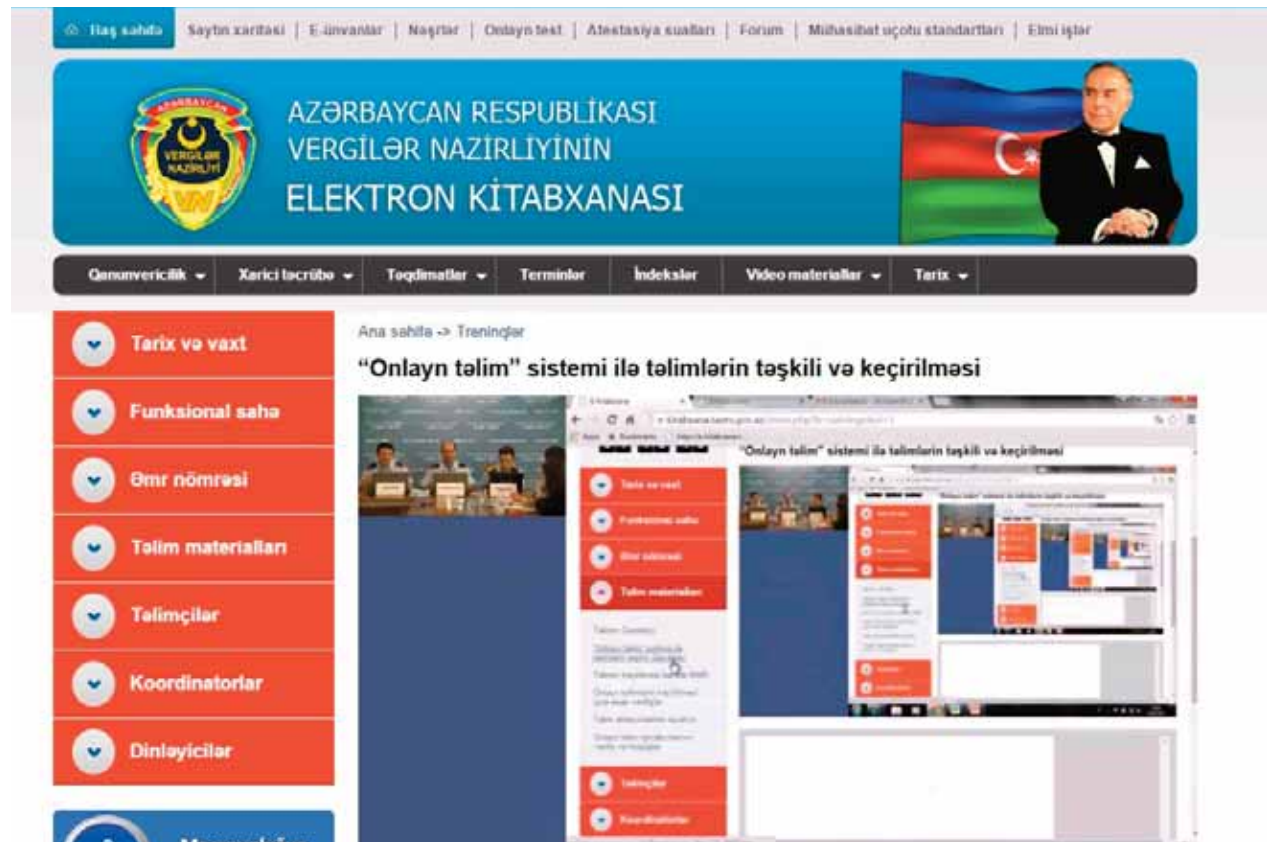 Baş səhifə
Saytın xəritəsi | E-ünvanlar | Nəşrlər | Onlayn test | Atestasiya sualları | Forum | Mühasibat uçotu standartları | Elmi işlər
AZƏRBAYCAN
VERGİLƏR
NAZİRLİYİ
VN
AZƏRBAYCAN RESPUBLİKASI
VERGİLƏR NAZİRLİYİNİN
ELEKTRON KİTABXANASI
Qanunvericilik Xarici təcrübə Təqdimatlar Terminlər İndekslər Video materiallar Tarix
Tarix və vaxt
Funksional sahə
Əmr nömrəsi
Təlim materialları
Təlimçilər
Koordinatorlar
Dinləyicilər
Ana səhifə -> Treninqlər
“Onlayn təlim” sistemi ilə təlimlərin təşkili və keçirilməsi
"Onlayn təlim" sistemi ilə təlimlərin təşkili və keçirilməsi
Tarix və vaxt
Funksional sahə
Əmr nömrəsi
Təlim materialları
Təlimçilər
Koordinatorlar